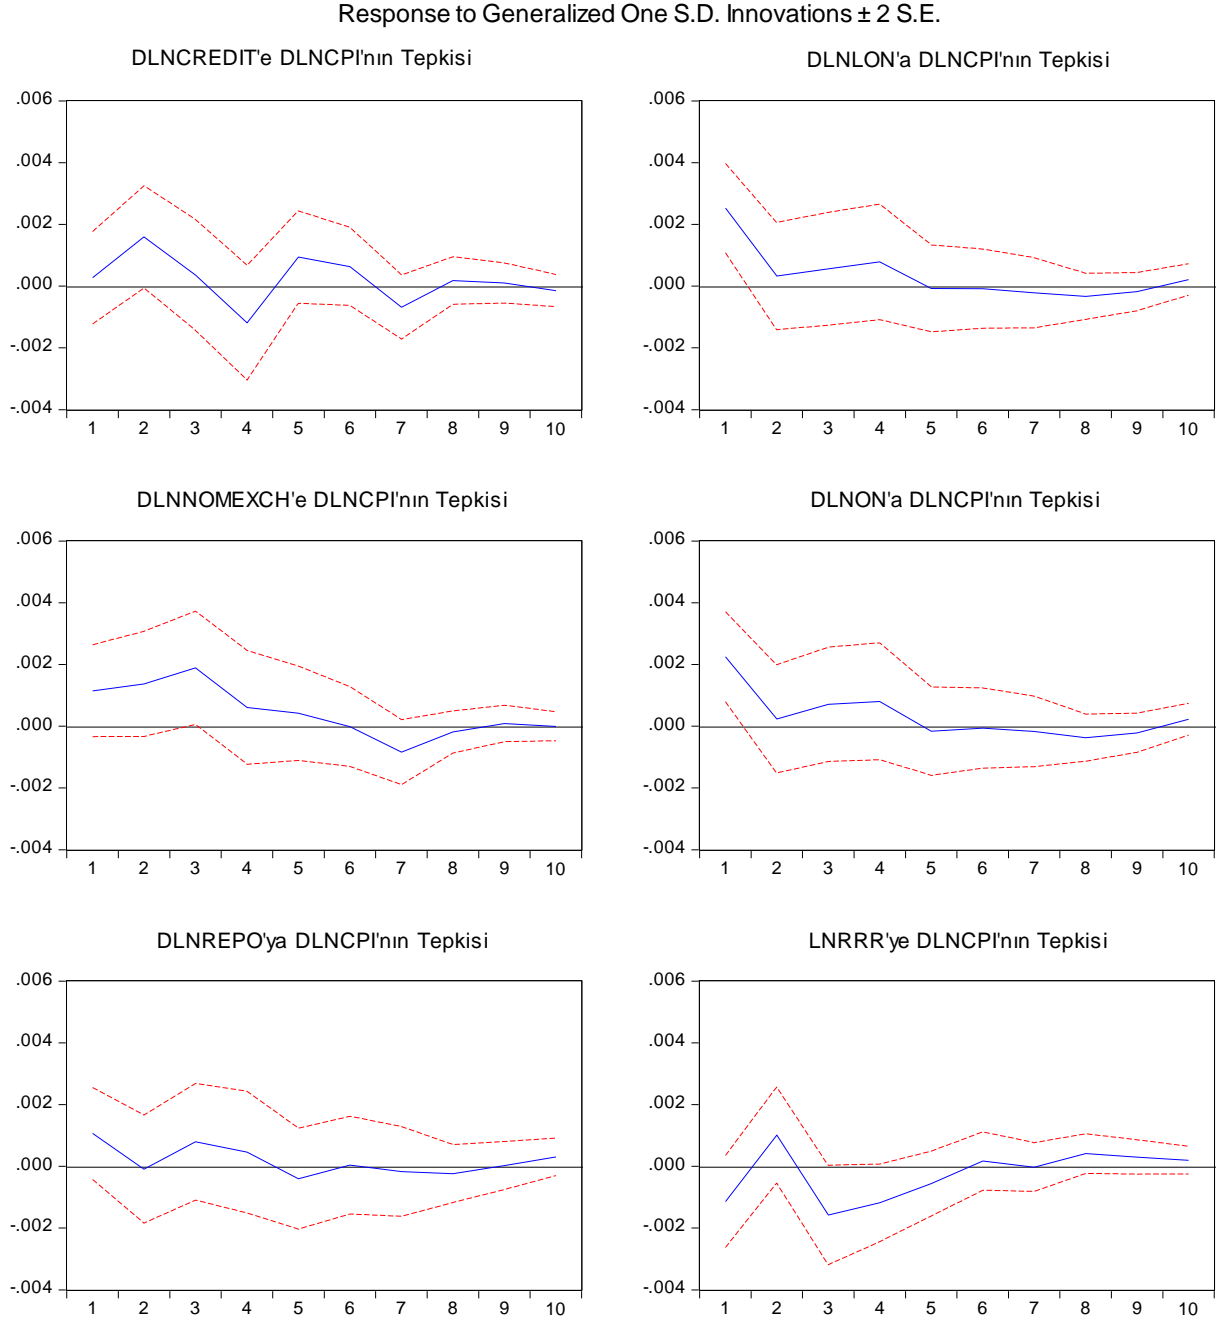 Response to Generalized One S.D. Innovations ± 2 S.E.
DLNCREDIT'e DLNCPI'nın Tepkisi
.006
.004
.002
.000
-.002
-.004
1 2 3 4 5 6 7 8 9 10
DLNLON'a DLNCPI'nın Tepkisi
.006
.004
.002
.000
-.002
-.004
1 2 3 4 5 6 7 8 9 10
DLNNOMEXCH'e DLNCPI'nın Tepkisi
.006
.004
.002
.000
-.002
-.004
1 2 3 4 5 6 7 8 9 10
DLNON'a DLNCPI'nın Tepkisi
.006
.004
.002
.000
-.002
-.004
1 2 3 4 5 6 7 8 9 10
DLNREPO'ya DLNCPI'nın Tepkisi
.006
.004
.002
.000
-.002
-.004
1 2 3 4 5 6 7 8 9 10
LNRRR'ye DLNCPI'nın Tepkisi
.006
.004
.002
.000
-.002
-.004
1 2 3 4 5 6 7 8 9 10